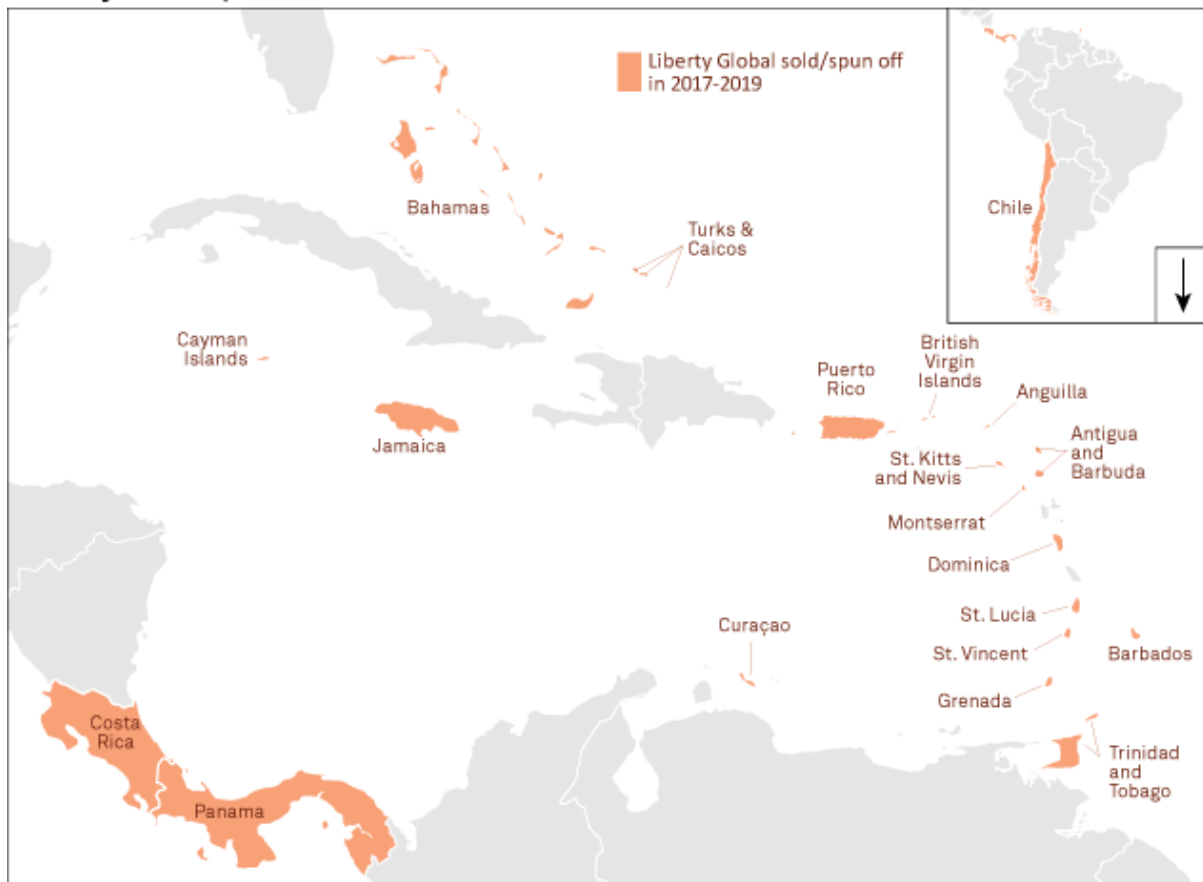 Liberty Global sold/spun off
in 2017-2019
Bahamas
Turks &
Caicos
Chile
Cayman
Islands
Jamaica
Puerto
Rico
British
Virgin
Islands
Anguilla
St. Kitts
and Nevis
Antigua
and
Barbuda
Montserrat
Dominica
St. Lucia
Curaçao
St. Vincent
Barbados
Grenada
Costa
Rica
Panama
Trinidad
and
Tobago